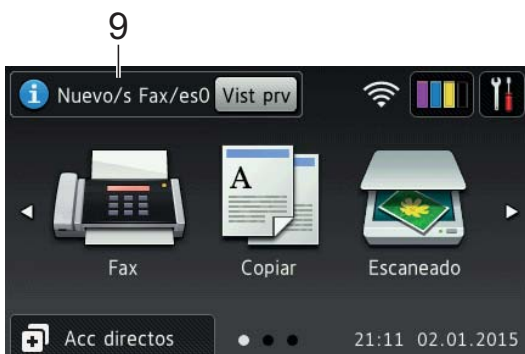 9
Nuevo/s Fax/es0 Vist prv
A
Fax Copiar Escaneado
Acc directos 21:11 02.01.2015